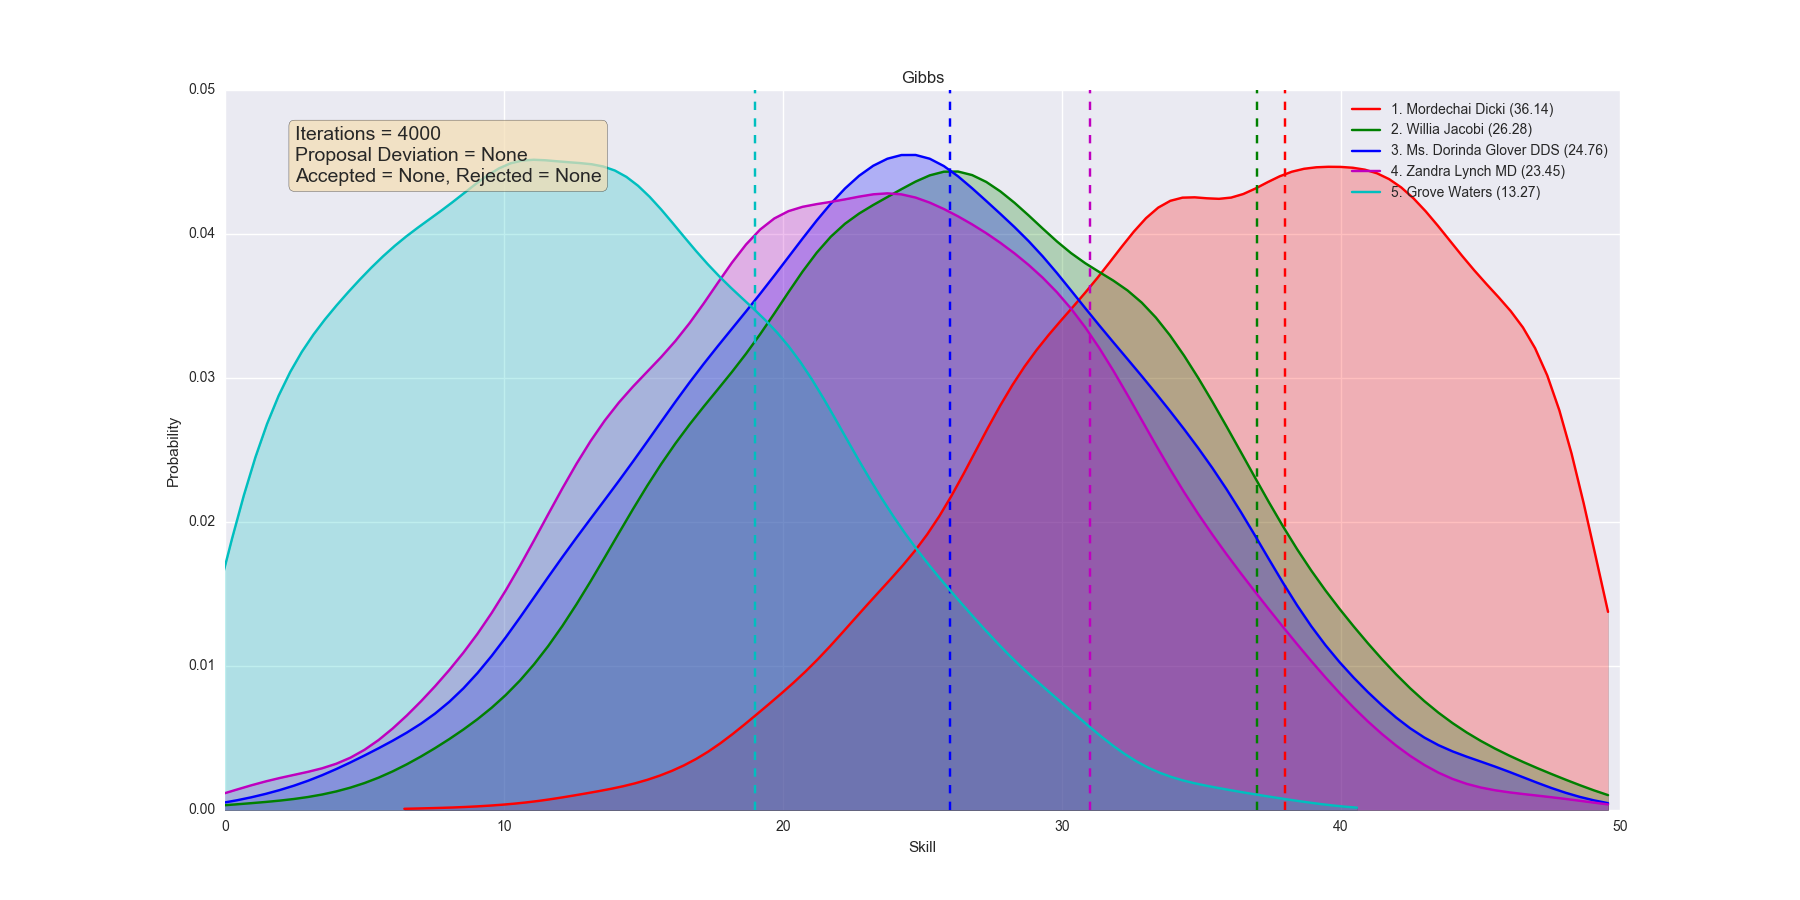 Gibbs
0.05
0.04
0.03
0.02
0.01
0.00
Probability
Iterations = 4000
Proposal Deviation = None
Accepted = None, Rejected = None
1. Mordechai Dicki (36.14)
2. Willia Jacobi (26.28)
3. Ms. Dorinda Glover DDS (24.76)
4. Zandra Lynch MD (23.45)
5. Grove Waters (13.27)
0 10 20 30 40 50
Skill